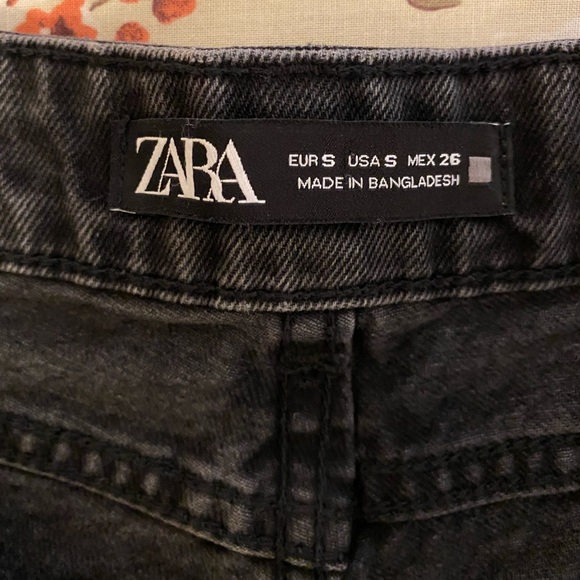 ZARA
EUR S USA S MEX 26
MADE IN BANGLADESH